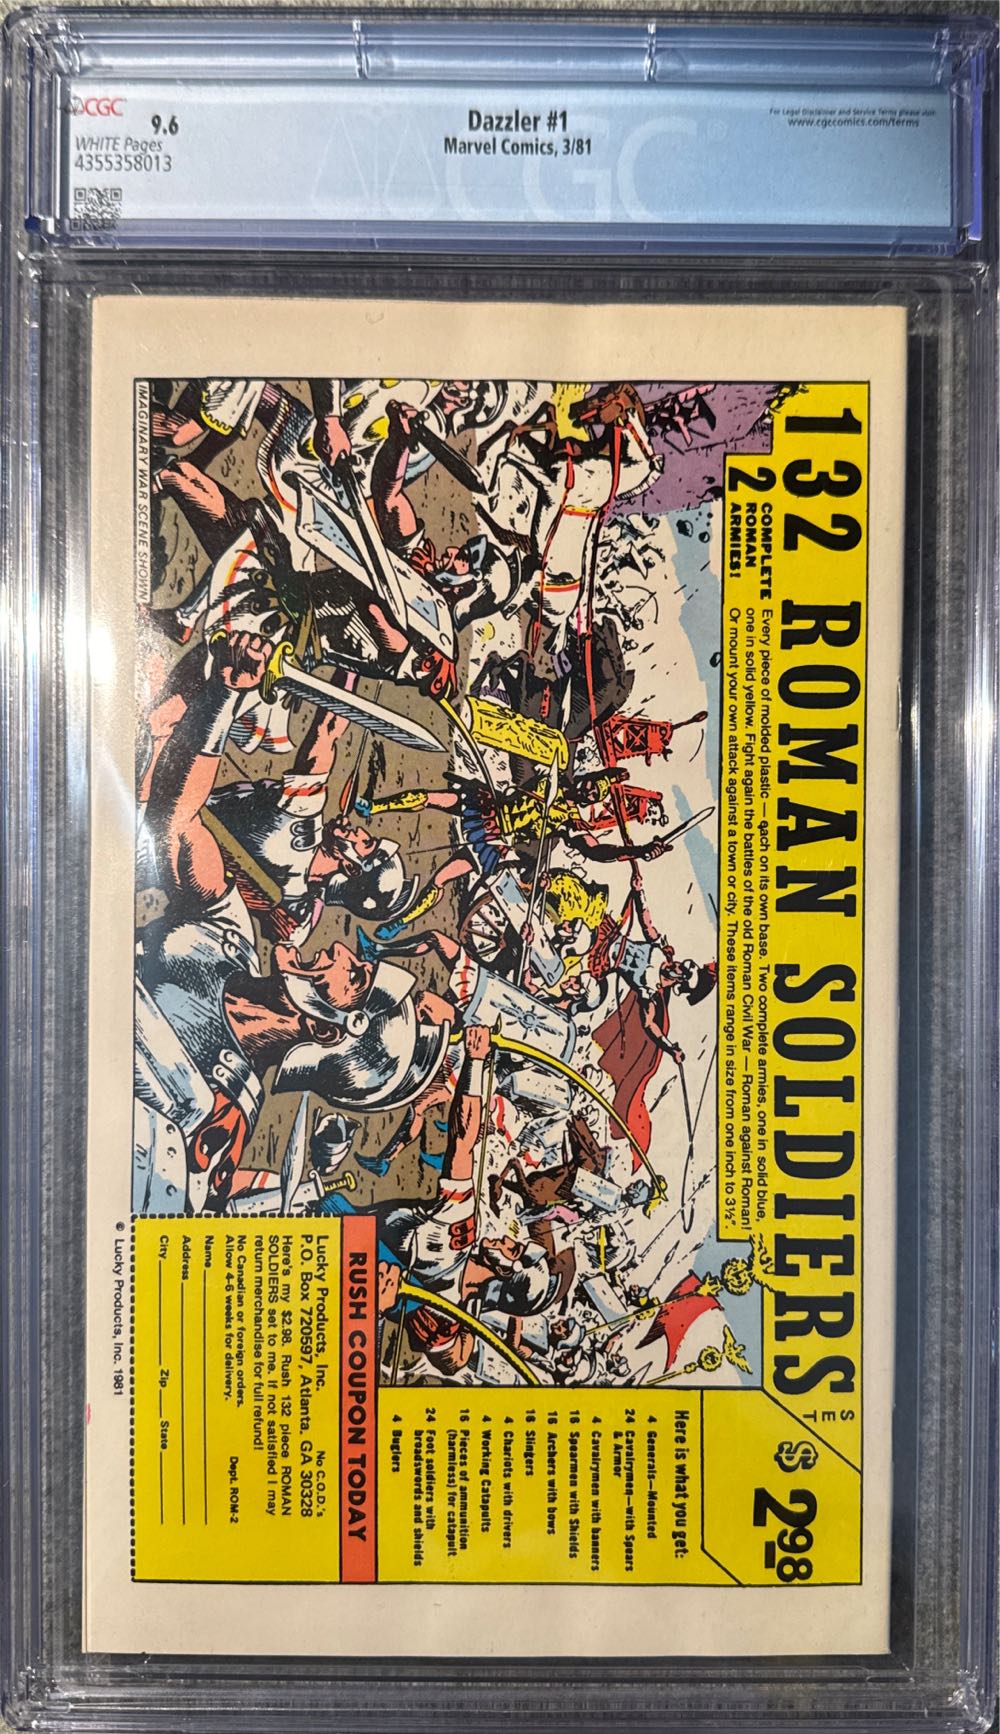 CGC
9.6
WHITE Pages
4355358013
Dazzler #1
Marvel Comics, 3/81
For Legal Disclaimer and Service Terms please visit:
www.cgccomics.com/terms
CGC
132 ROMAN SOLDIERS
SET
$2.98
2 COMPLETE
ROMAN
ARMIES!
Every piece of molded plastic — each on its own base. Two complete armies, one in solid blue,
one in solid yellow. Fight again the battles of the old Roman Civil War — Roman against Roman!
Or mount your own attack against a town or city. These items range in size from one inch to 3½".
IMAGINARY WAR SCENE SHOWN
Here is what you get:
4 Generals—Mounted
24 Cavalrymen—with Spears
& Armor
4 Cavalrymen with banners
16 Spearmen with Shields
16 Archers with bows
16 Slingers
4 Chariots with drivers
4 Working Catapults
16 Pieces of ammunition
(harmless) for catapult
24 Foot soldiers with
broadswords and shields
4 Buglers
RUSH COUPON TODAY
Lucky Products, Inc. No C.O.D.'s
P.O. Box 720597, Atlanta, GA 30328
Here's my $2.98. Rush 132 piece ROMAN
SOLDIERS set to me. If not satisfied I may
return merchandise for full refund!
No Canadian or foreign orders.
Allow 4-6 weeks for delivery. Dept. ROM-2
Name
Address
City Zip State
© Lucky Products, Inc. 1981